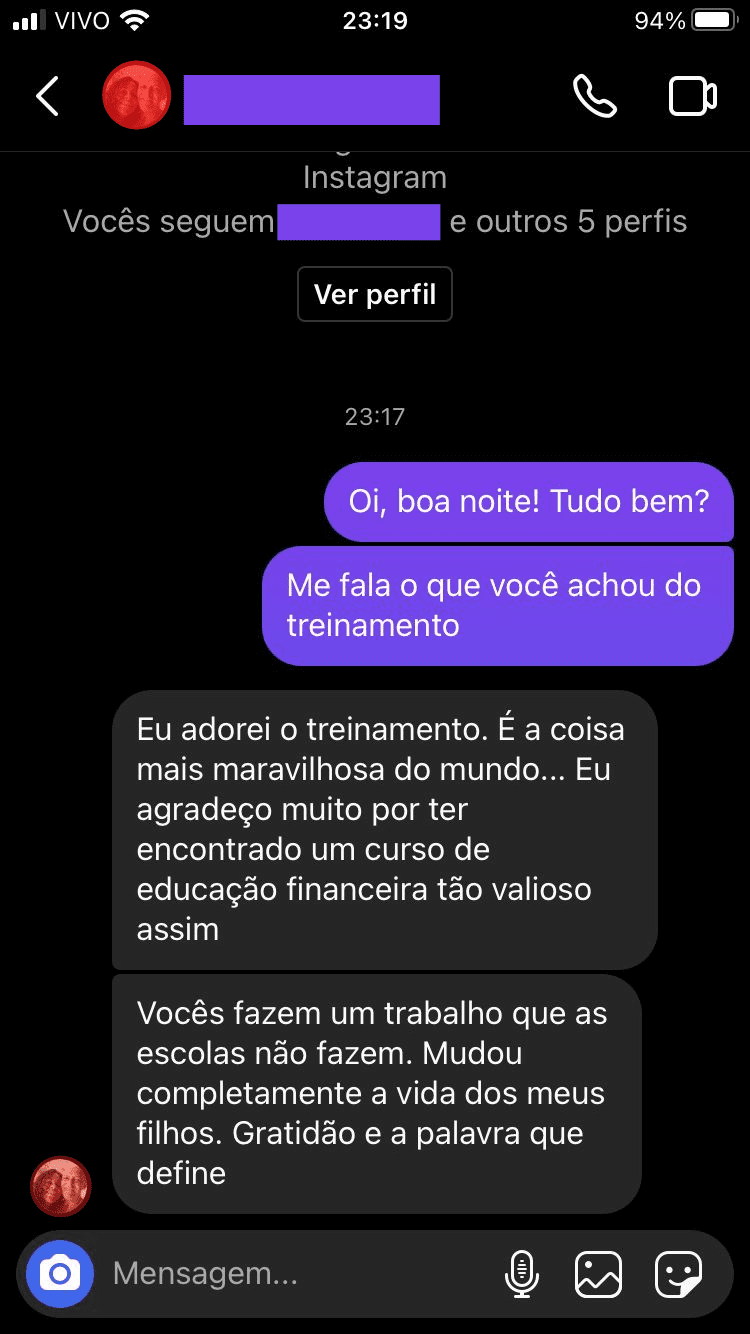 VIVO 23:19 94%
Instagram
Vocês seguem e outros 5 perfis
Ver perfil
23:17
Oi, boa noite! Tudo bem?
Me fala o que você achou do
treinamento
Eu adorei o treinamento. É a coisa
mais maravilhosa do mundo... Eu
agradeço muito por ter
encontrado um curso de
educação financeira tão valioso
assim
Vocês fazem um trabalho que as
escolas não fazem. Mudou
completamente a vida dos meus
filhos. Gratidão e a palavra que
define
Mensagem...